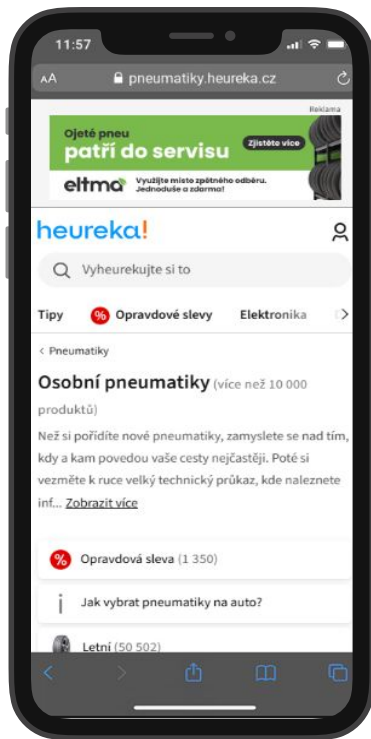 11:57
AA pneumatiky.heureka.cz
Reklama
Ojeté pneu
patří do servisu
Zjistěte více
eltma
Využijte místo zpětného odběru.
Jednoduše a zdarma!
heureka!
Vyheurekujte si to
Tipy % Opravdové slevy Elektronika
< Pneumatiky
Osobní pneumatiky (více než 10 000
produktů)
Než si pořídíte nové pneumatiky, zamyslete se nad tím,
kdy a kam povedou vaše cesty nejčastěji. Poté si
vezměte k ruce velký technický průkaz, kde naleznete
inf... Zobrazit více
% Opravdová sleva (1 350)
i Jak vybrat pneumatiky na auto?
Letní (50 502)